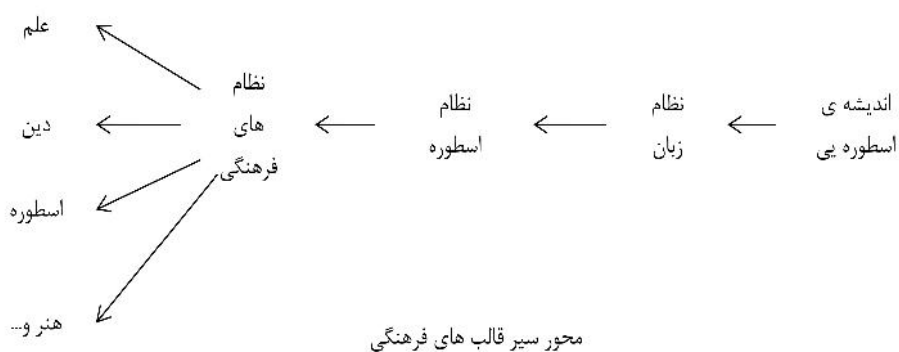 اندیشه ی
اسطوره یی
نظام
زبان
نظام
اسطوره
نظام
های
فرهنگی
علم
دین
اسطوره
هنر و...
محور سیر قالب های فرهنگی